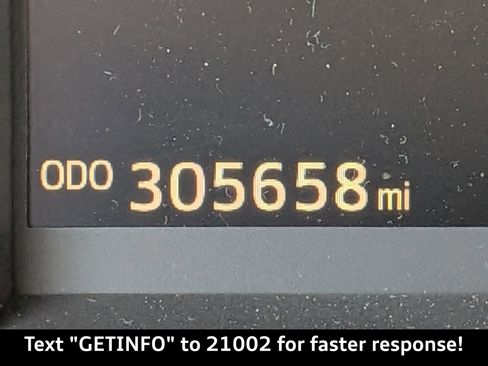 ODO 305658 mi
Text "GETINFO" to 21002 for faster response!